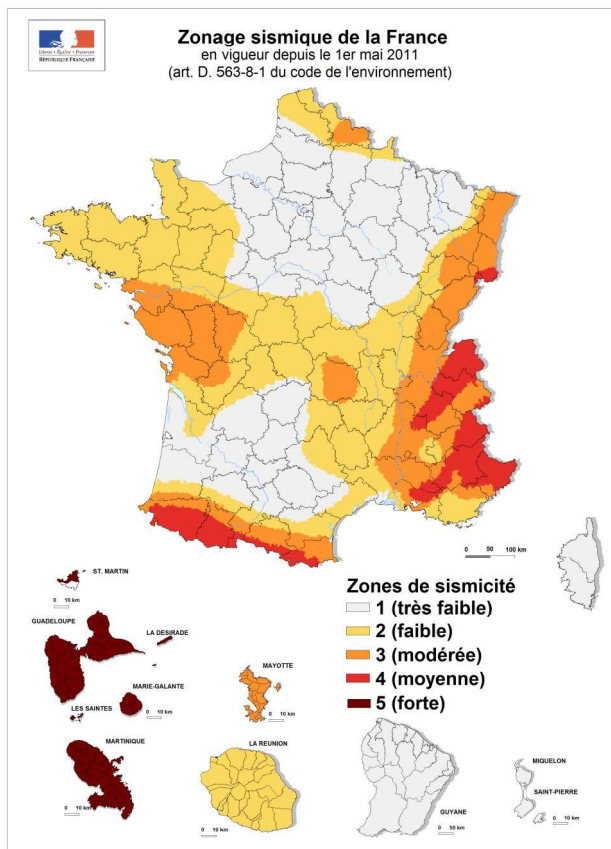 Zonage sismique de la France
en vigueur depuis le 1er mai 2011
(art. D. 563-8-1 du code de l'environnement)
Liberté • Égalité • Fraternité
RÉPUBLIQUE FRANÇAISE
0 50 100 km
ST. MARTIN
0 10 km
GUADELOUPE
LA DESIRADE
MARIE-GALANTE
LES SAINTES
0 10 km
0 10 km
MARTINIQUE
0 10 km
MAYOTTE
0 10 km
LA REUNION
0 10 km
Zones de sismicité
1 (très faible)
2 (faible)
3 (modérée)
4 (moyenne)
5 (forte)
GUYANE
0 50 km
MIQUELON
SAINT-PIERRE
0 10 km